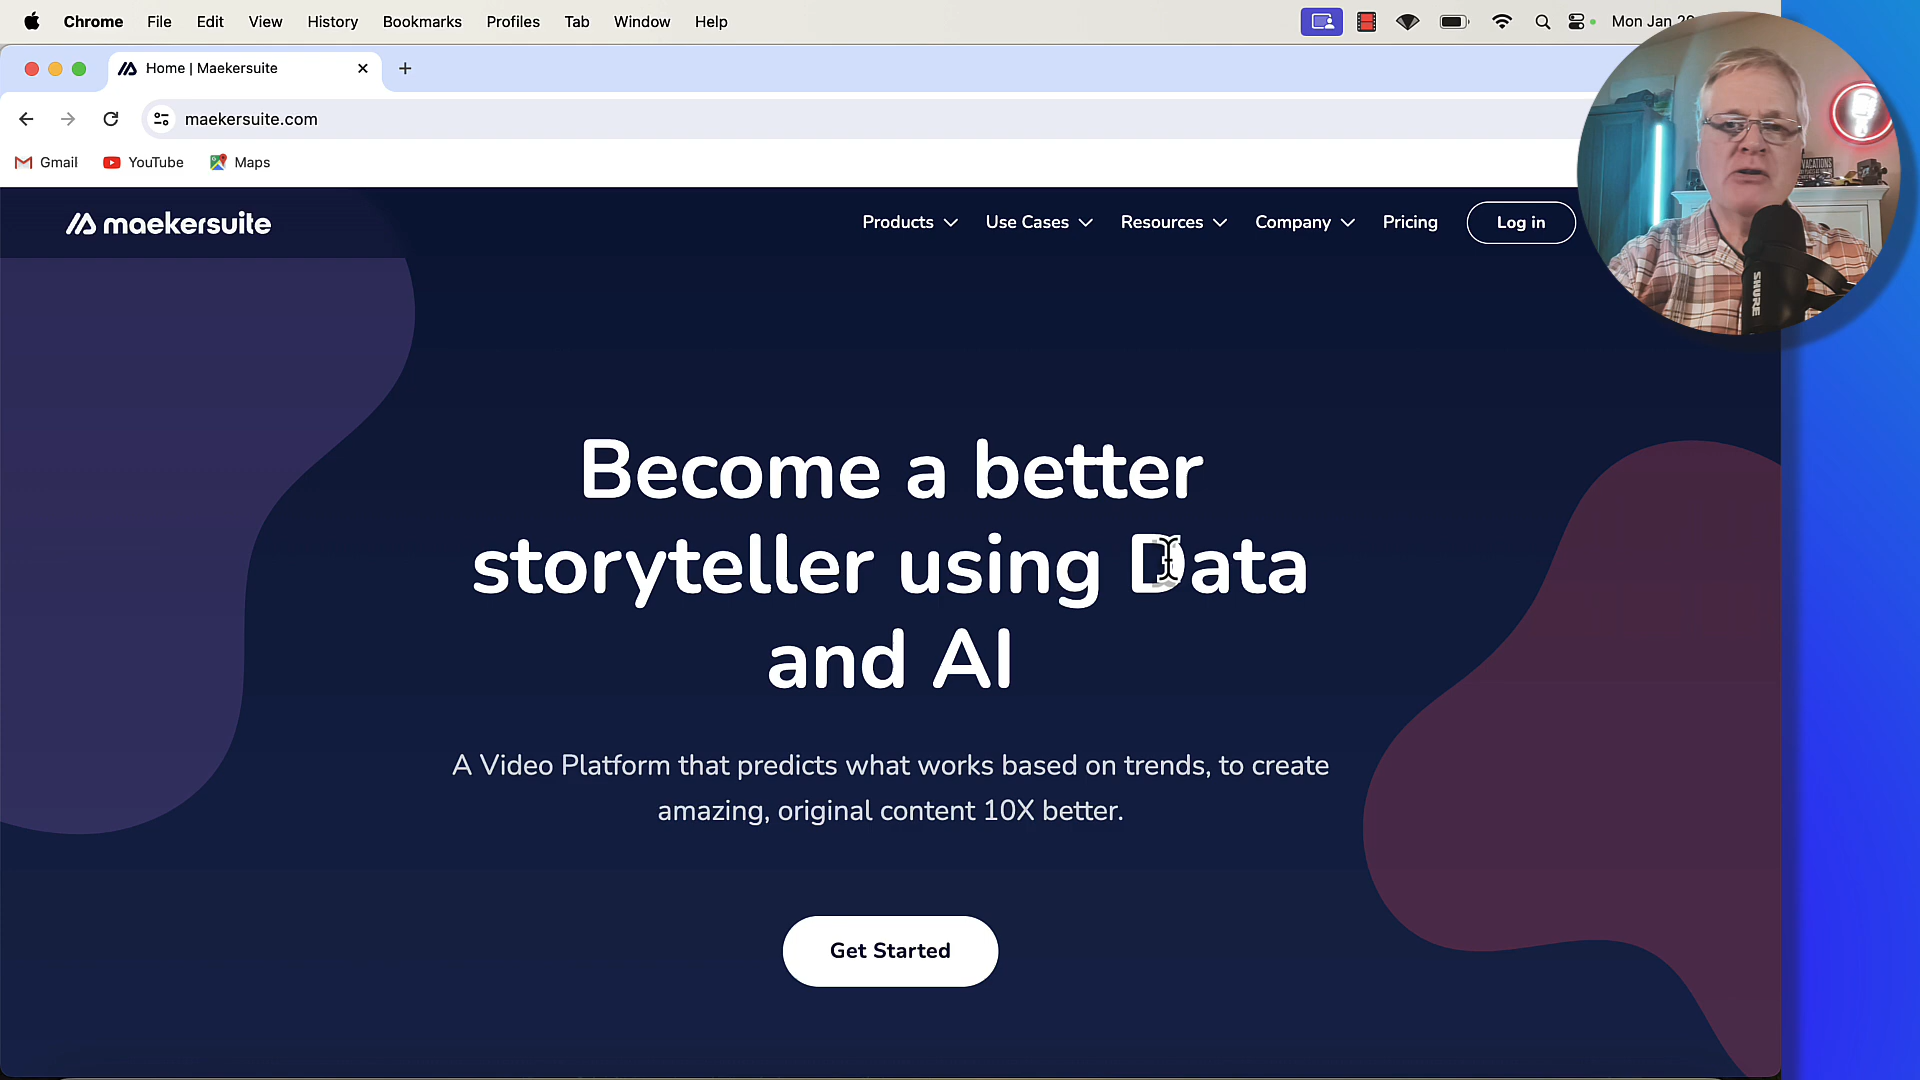 Chrome File Edit View History Bookmarks Profiles Tab Window Help Mon Jan
Home | Maekersuite
maekersuite.com
Gmail YouTube Maps
maekersuite Products Use Cases Resources Company Pricing Log in
Become a better
storyteller using Data
and AI
A Video Platform that predicts what works based on trends, to create
amazing, original content 10X better.
Get Started
VACATIONS
SHURE